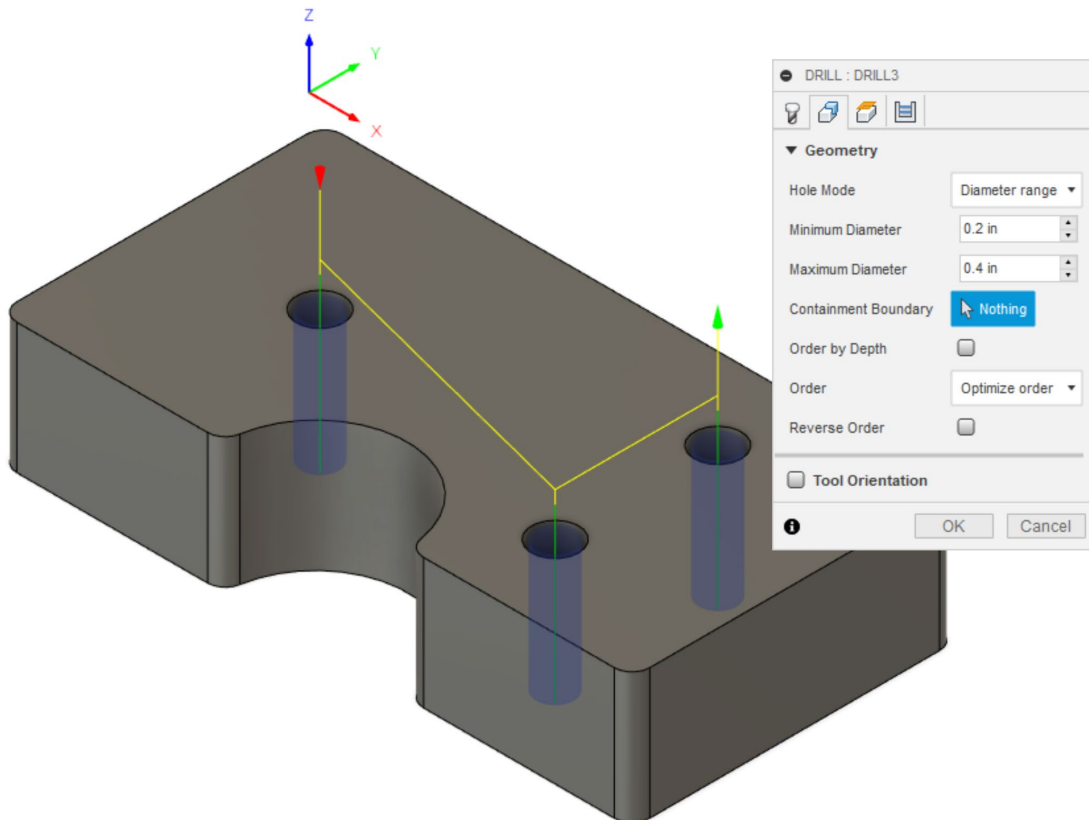 Z
Y
X
DRILL : DRILL3
Geometry
Hole Mode Diameter range
Minimum Diameter 0.2 in
Maximum Diameter 0.4 in
Containment Boundary Nothing
Order by Depth
Order Optimize order
Reverse Order
Tool Orientation
OK Cancel